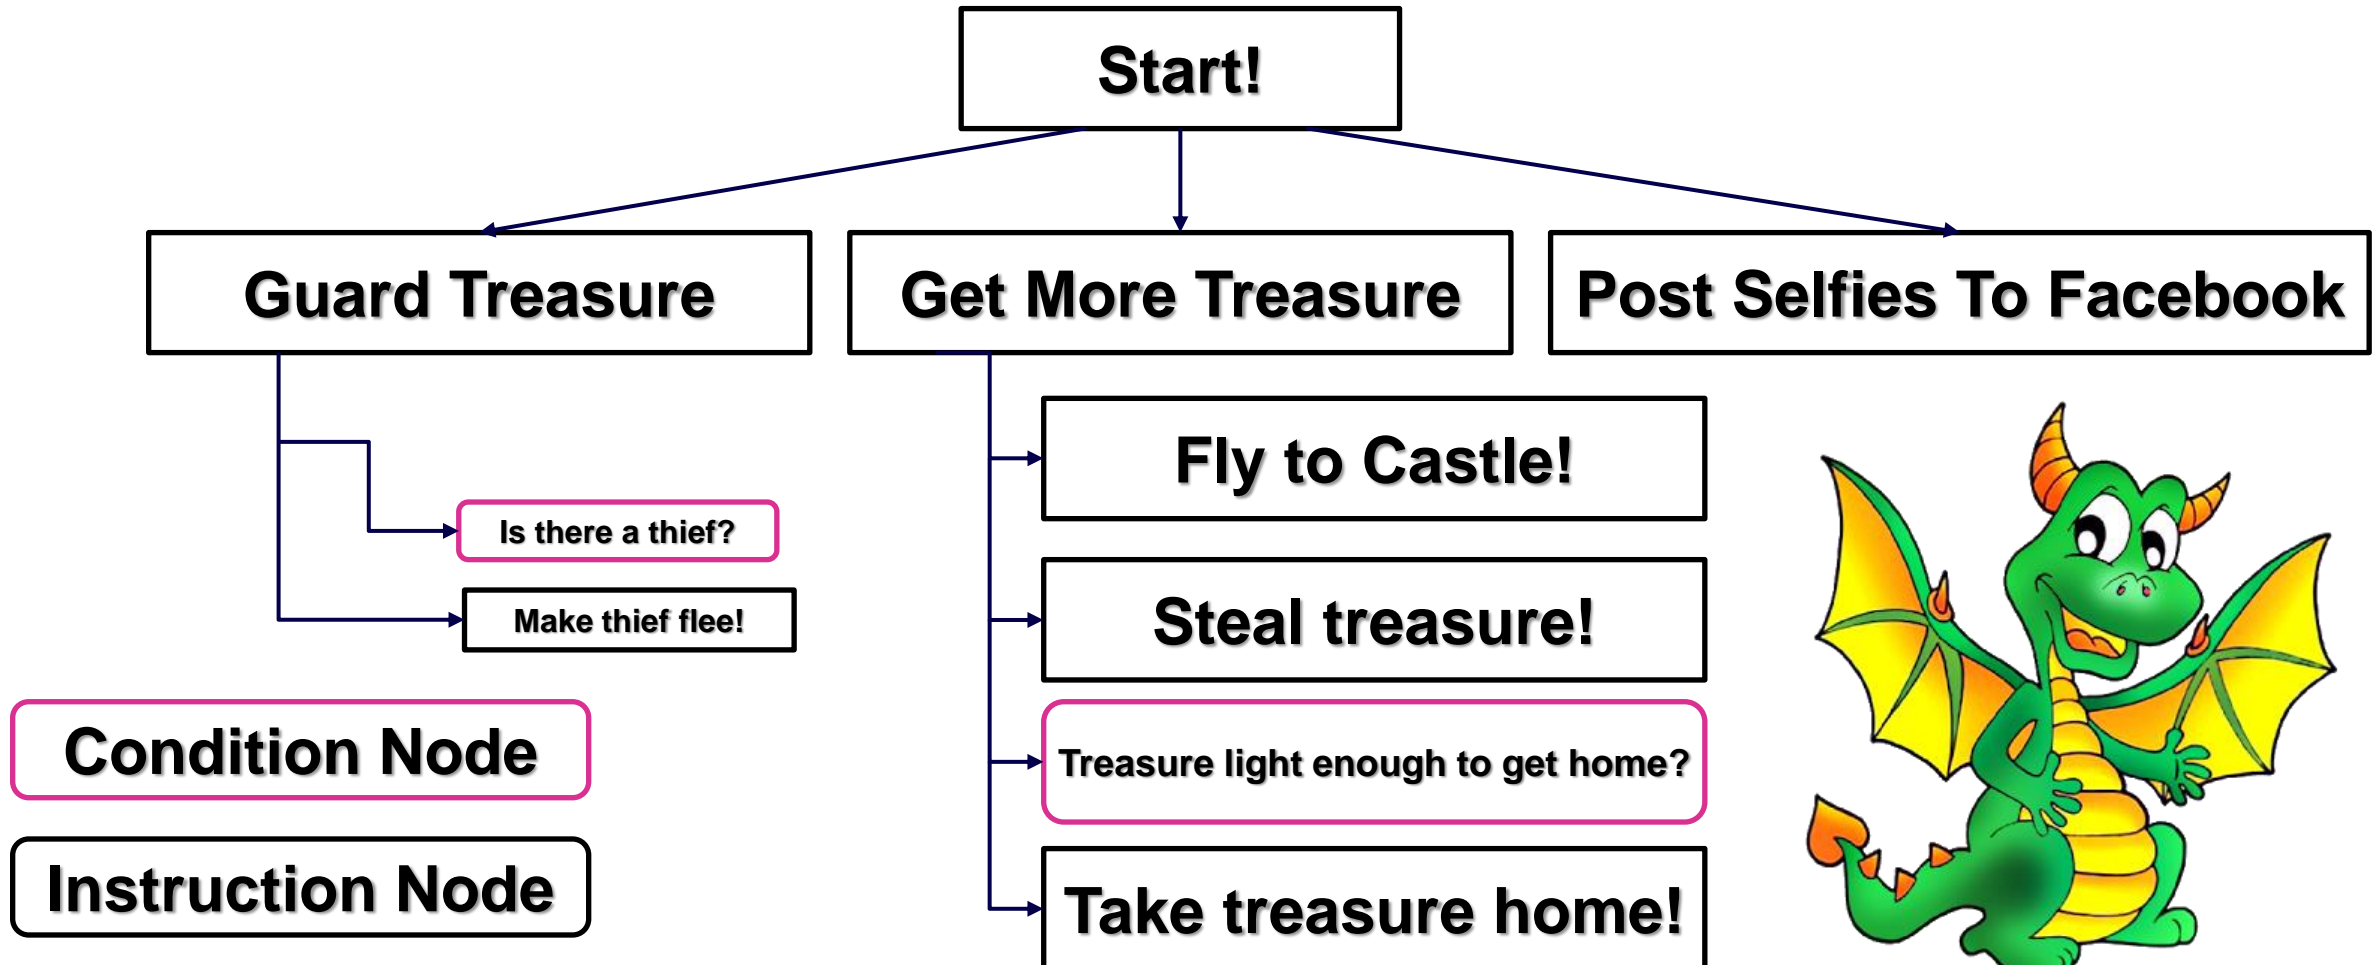 Start!
Guard Treasure
Get More Treasure
Post Selfies To Facebook
Is there a thief?
Make thief flee!
Fly to Castle!
Steal treasure!
Treasure light enough to get home?
Take treasure home!
Condition Node
Instruction Node